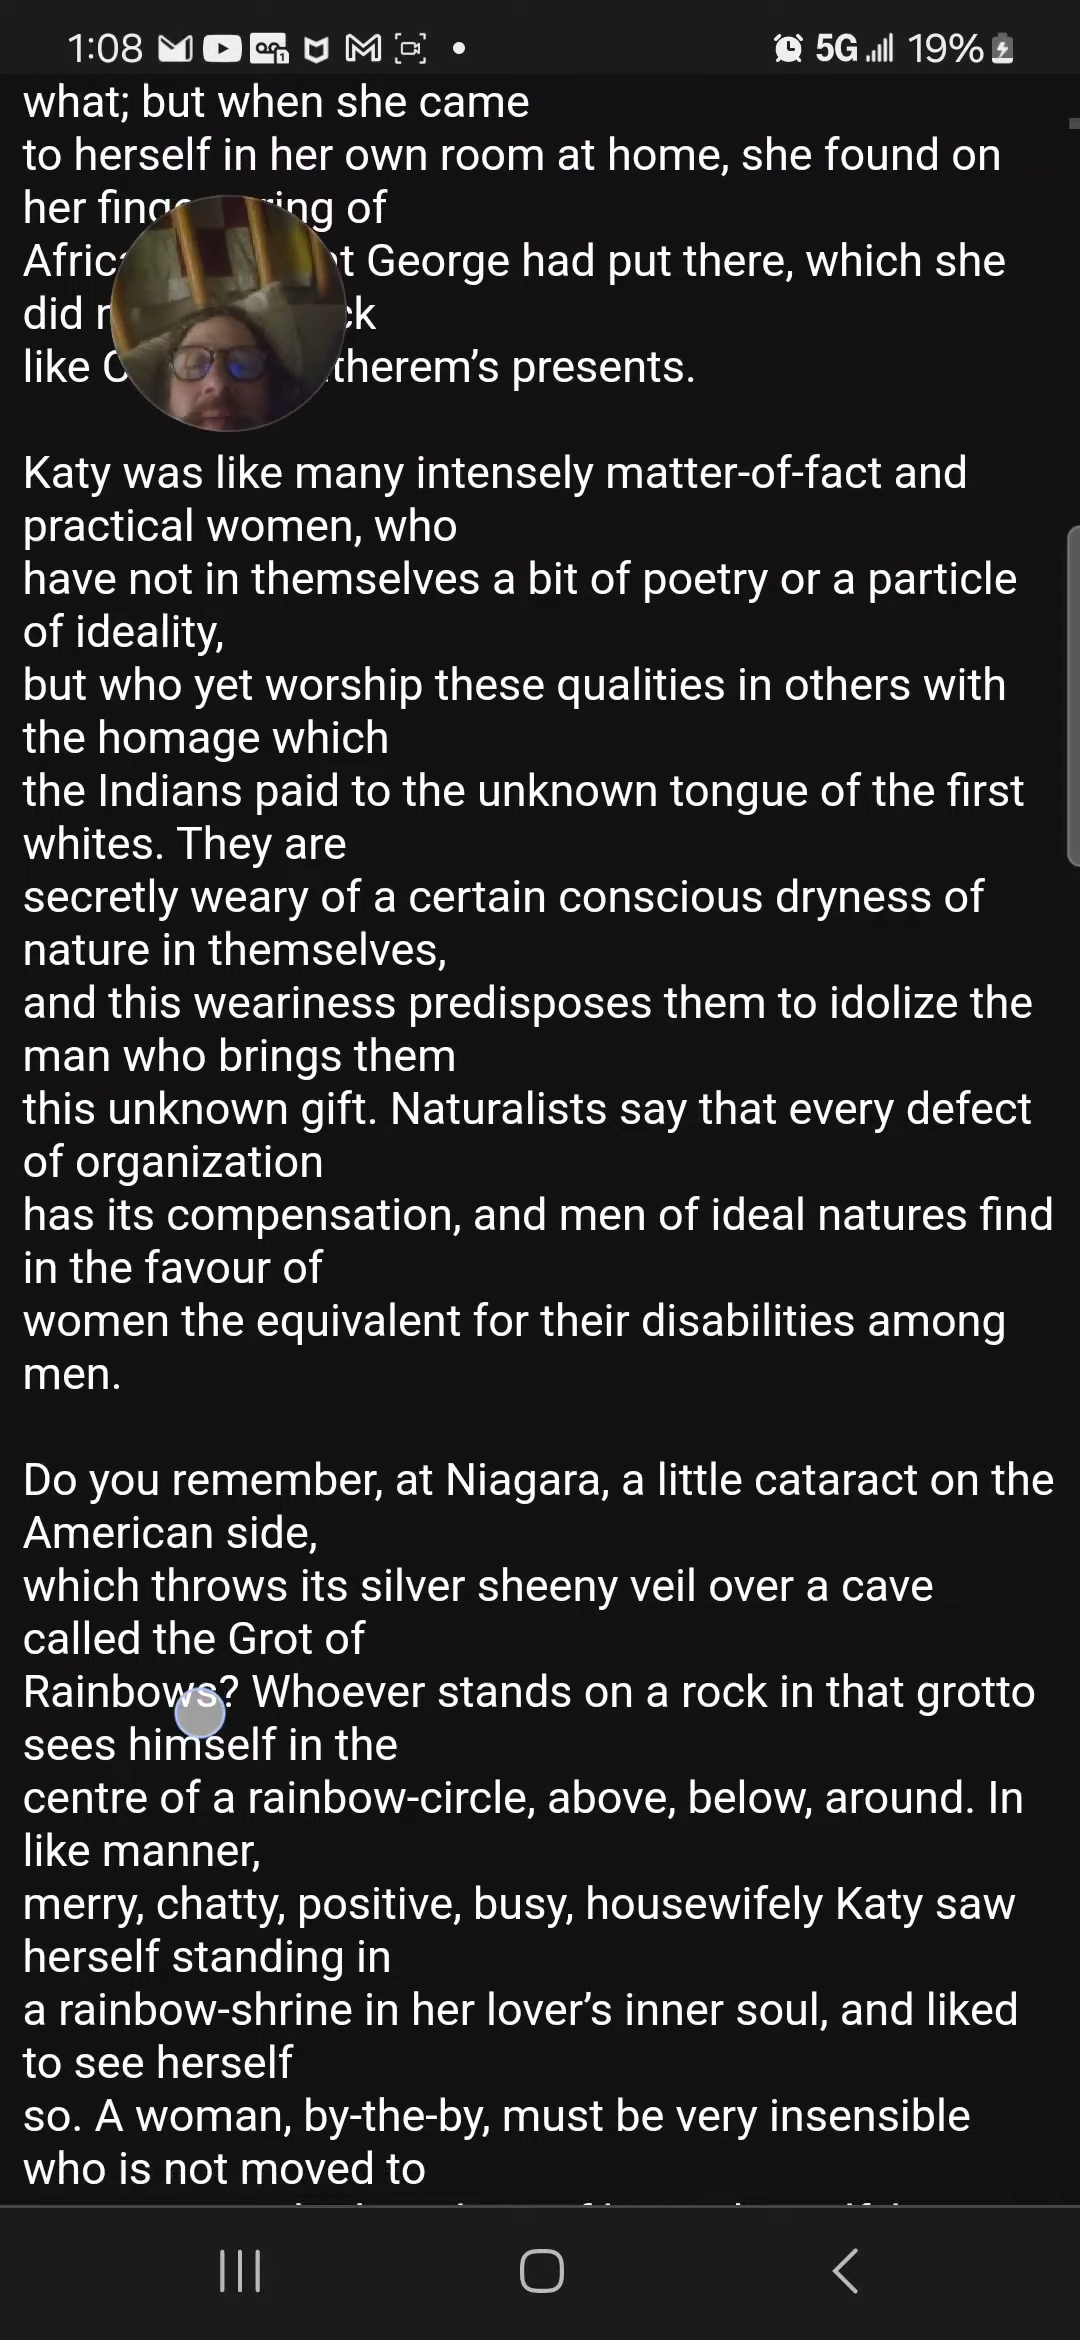 1:08 5G 19%
what; but when she came
to herself in her own room at home, she found on
her ring of
George had put there, which she
did
like presents.
Katy was like many intensely matter-of-fact and
practical women, who
have not in themselves a bit of poetry or a particle
of ideality,
but who yet worship these qualities in others with
the homage which
the Indians paid to the unknown tongue of the first
whites. They are
secretly weary of a certain conscious dryness of
nature in themselves,
and this weariness predisposes them to idolize the
man who brings them
this unknown gift. Naturalists say that every defect
of organization
has its compensation, and men of ideal natures find
in the favour of
women the equivalent for their disabilities among
men.
Do you remember, at Niagara, a little cataract on the
American side,
which throws its silver sheeny veil over a cave
called the Grot of
Rainbows? Whoever stands on a rock in that grotto
sees himself in the
centre of a rainbow-circle, above, below, around. In
like manner,
merry, chatty, positive, busy, housewifely Katy saw
herself standing in
a rainbow-shrine in her lover’s inner soul, and liked
to see herself
so. A woman, by-the-by, must be very insensible
who is not moved to